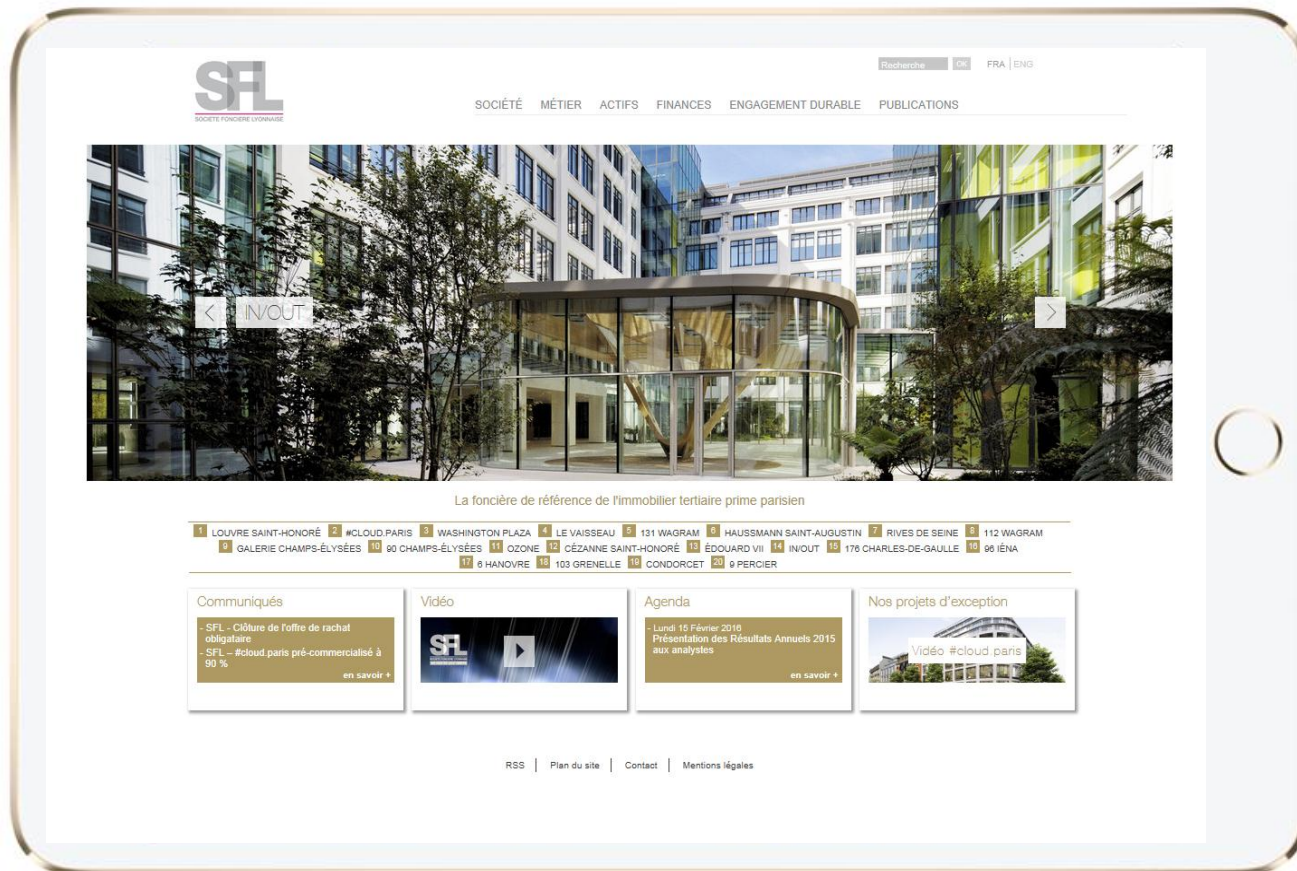 Recherche OK FRA | ENG
SFL
SOCIETE FONCIERE LYONNAISE
SOCIÉTÉ MÉTIER ACTIFS FINANCES ENGAGEMENT DURABLE PUBLICATIONS
< IN/OUT >
La foncière de référence de l'immobilier tertiaire prime parisien
1 LOUVRE SAINT-HONORÉ 2 #CLOUD.PARIS 3 WASHINGTON PLAZA 4 LE VAISSEAU 5 131 WAGRAM 6 HAUSSMANN SAINT-AUGUSTIN 7 RIVES DE SEINE 8 112 WAGRAM
9 GALERIE CHAMPS-ÉLYSÉES 10 90 CHAMPS-ÉLYSÉES 11 OZONE 12 CÉZANNE SAINT-HONORÉ 13 ÉDOUARD VII 14 IN/OUT 15 176 CHARLES-DE-GAULLE 16 96 IÉNA
17 6 HANOVRE 18 103 GRENELLE 19 CONDORCET 20 9 PERCIER
Communiqués
- SFL - Clôture de l'offre de rachat
obligataire
- SFL – #cloud.paris pré-commercialisé à
90 %
en savoir +
Vidéo
SFL
Agenda
- Lundi 15 Février 2016
Présentation des Résultats Annuels 2015
aux analystes
en savoir +
Nos projets d'exception
Vidéo #cloud.paris
RSS | Plan du site | Contact | Mentions légales